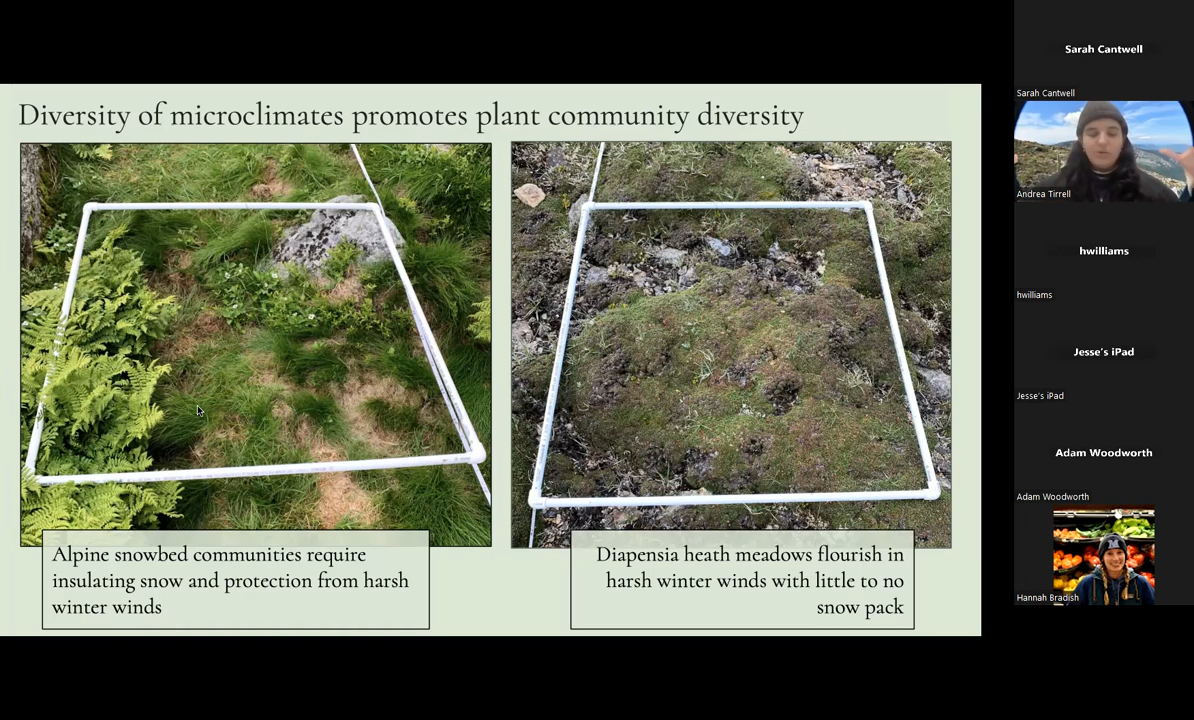 Diversity of microclimates promotes plant community diversity
Alpine snowbed communities require
insulating snow and protection from harsh
winter winds
Diapensia heath meadows flourish in
harsh winter winds with little to no
snow pack
Sarah Cantwell
Sarah Cantwell
Andrea Tirrell
hwilliams
hwilliams
Jesse's iPad
Jesse's iPad
Adam Woodworth
Adam Woodworth
M
Hannah Bradish